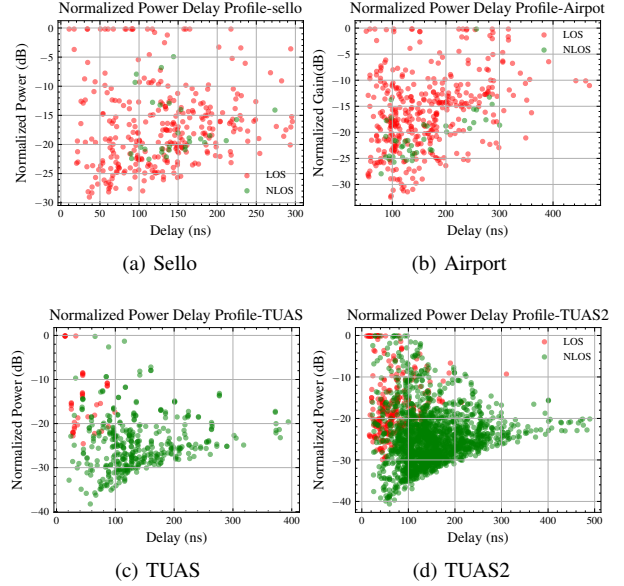 Normalized Power Delay Profile-sello
Normalized Power (dB)
0
−5
−10
−15
−20
−25
−30
0 50 100 150 200 250 300
Delay (ns)
LOS
NLOS
(a) Sello
Normalized Power Delay Profile-Airpot
Normalized Gain(dB)
0
−5
−10
−15
−20
−25
−30
100 200 300 400
Delay (ns)
LOS
NLOS
(b) Airport
Normalized Power Delay Profile-TUAS
Normalized Power (dB)
0
−10
−20
−30
−40
0 100 200 300 400
Delay (ns)
(c) TUAS
Normalized Power Delay Profile-TUAS2
Normalized Power (dB)
0
−10
−20
−30
−40
0 100 200 300 400 500
Delay (ns)
LOS
NLOS
(d) TUAS2